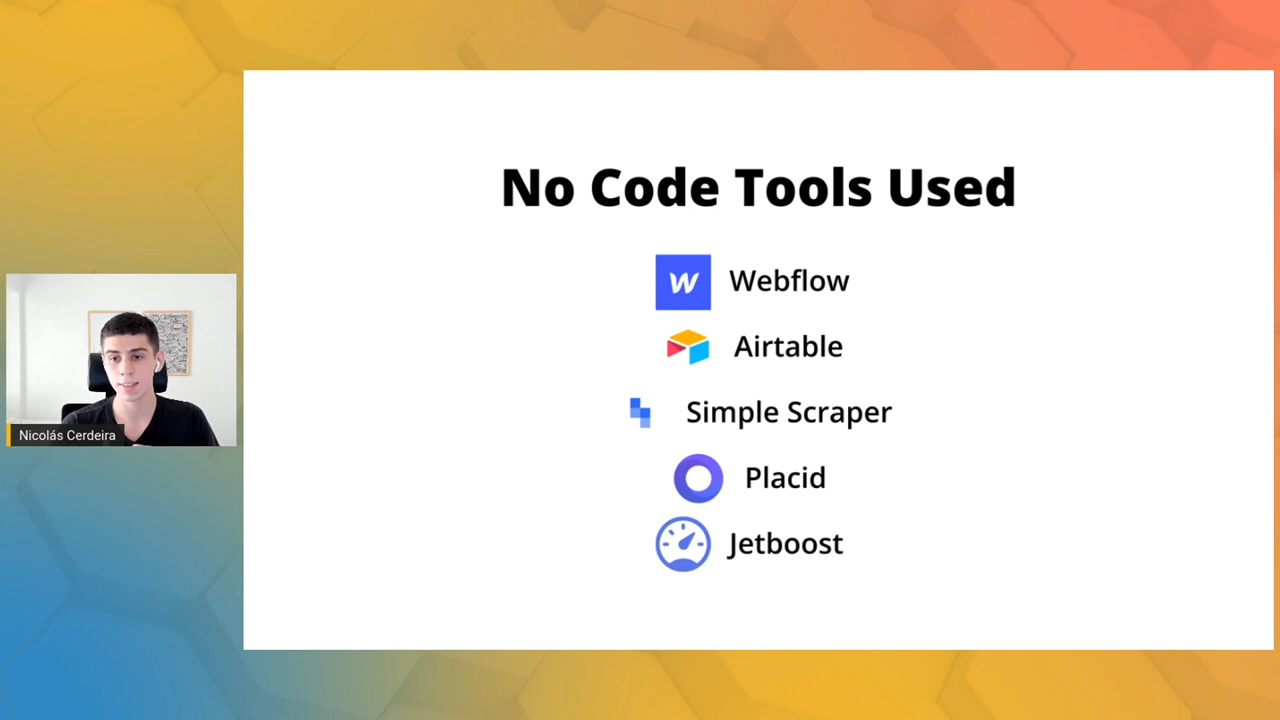 No Code Tools Used
W Webflow
Airtable
Simple Scraper
Placid
Jetboost
Nicolás Cerdeira